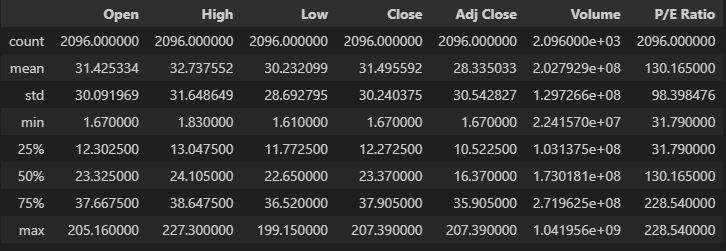 Open High Low Close Adj Close Volume P/E Ratio
count 2096.000000 2096.000000 2096.000000 2096.000000 2096.000000 2.096000e+03 2096.000000
mean 31.425334 32.737552 30.232099 31.495592 28.335033 2.027929e+08 130.165000
std 30.091969 31.648649 28.692795 30.240375 30.542827 1.297266e+08 98.398476
min 1.670000 1.830000 1.610000 1.670000 1.670000 2.241570e+07 31.790000
25% 12.302500 13.047500 11.772500 12.272500 10.522500 1.031375e+08 31.790000
50% 23.325000 24.105000 22.650000 23.370000 16.370000 1.730181e+08 130.165000
75% 37.667500 38.647500 36.520000 37.905000 35.905000 2.719625e+08 228.540000
max 205.160000 227.300000 199.150000 207.390000 207.390000 1.041956e+09 228.540000